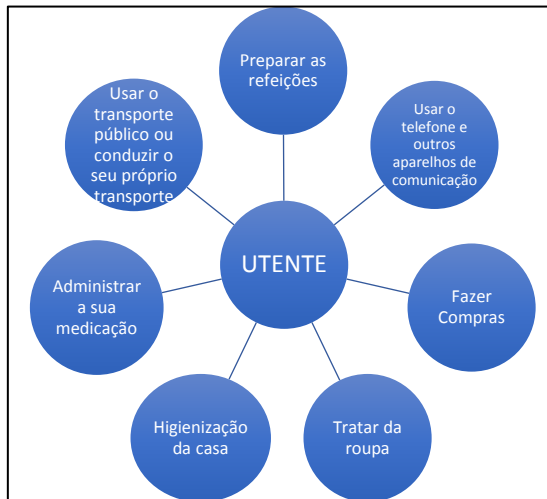 Preparar as
refeições
Usar o
telefone e
outros
aparelhos de
comunicação
Fazer
Compras
Tratar da
roupa
Higienização
da casa
Administrar
a sua
medicação
Usar o
transporte
público ou
conduzir o
seu próprio
transporte
UTENTE